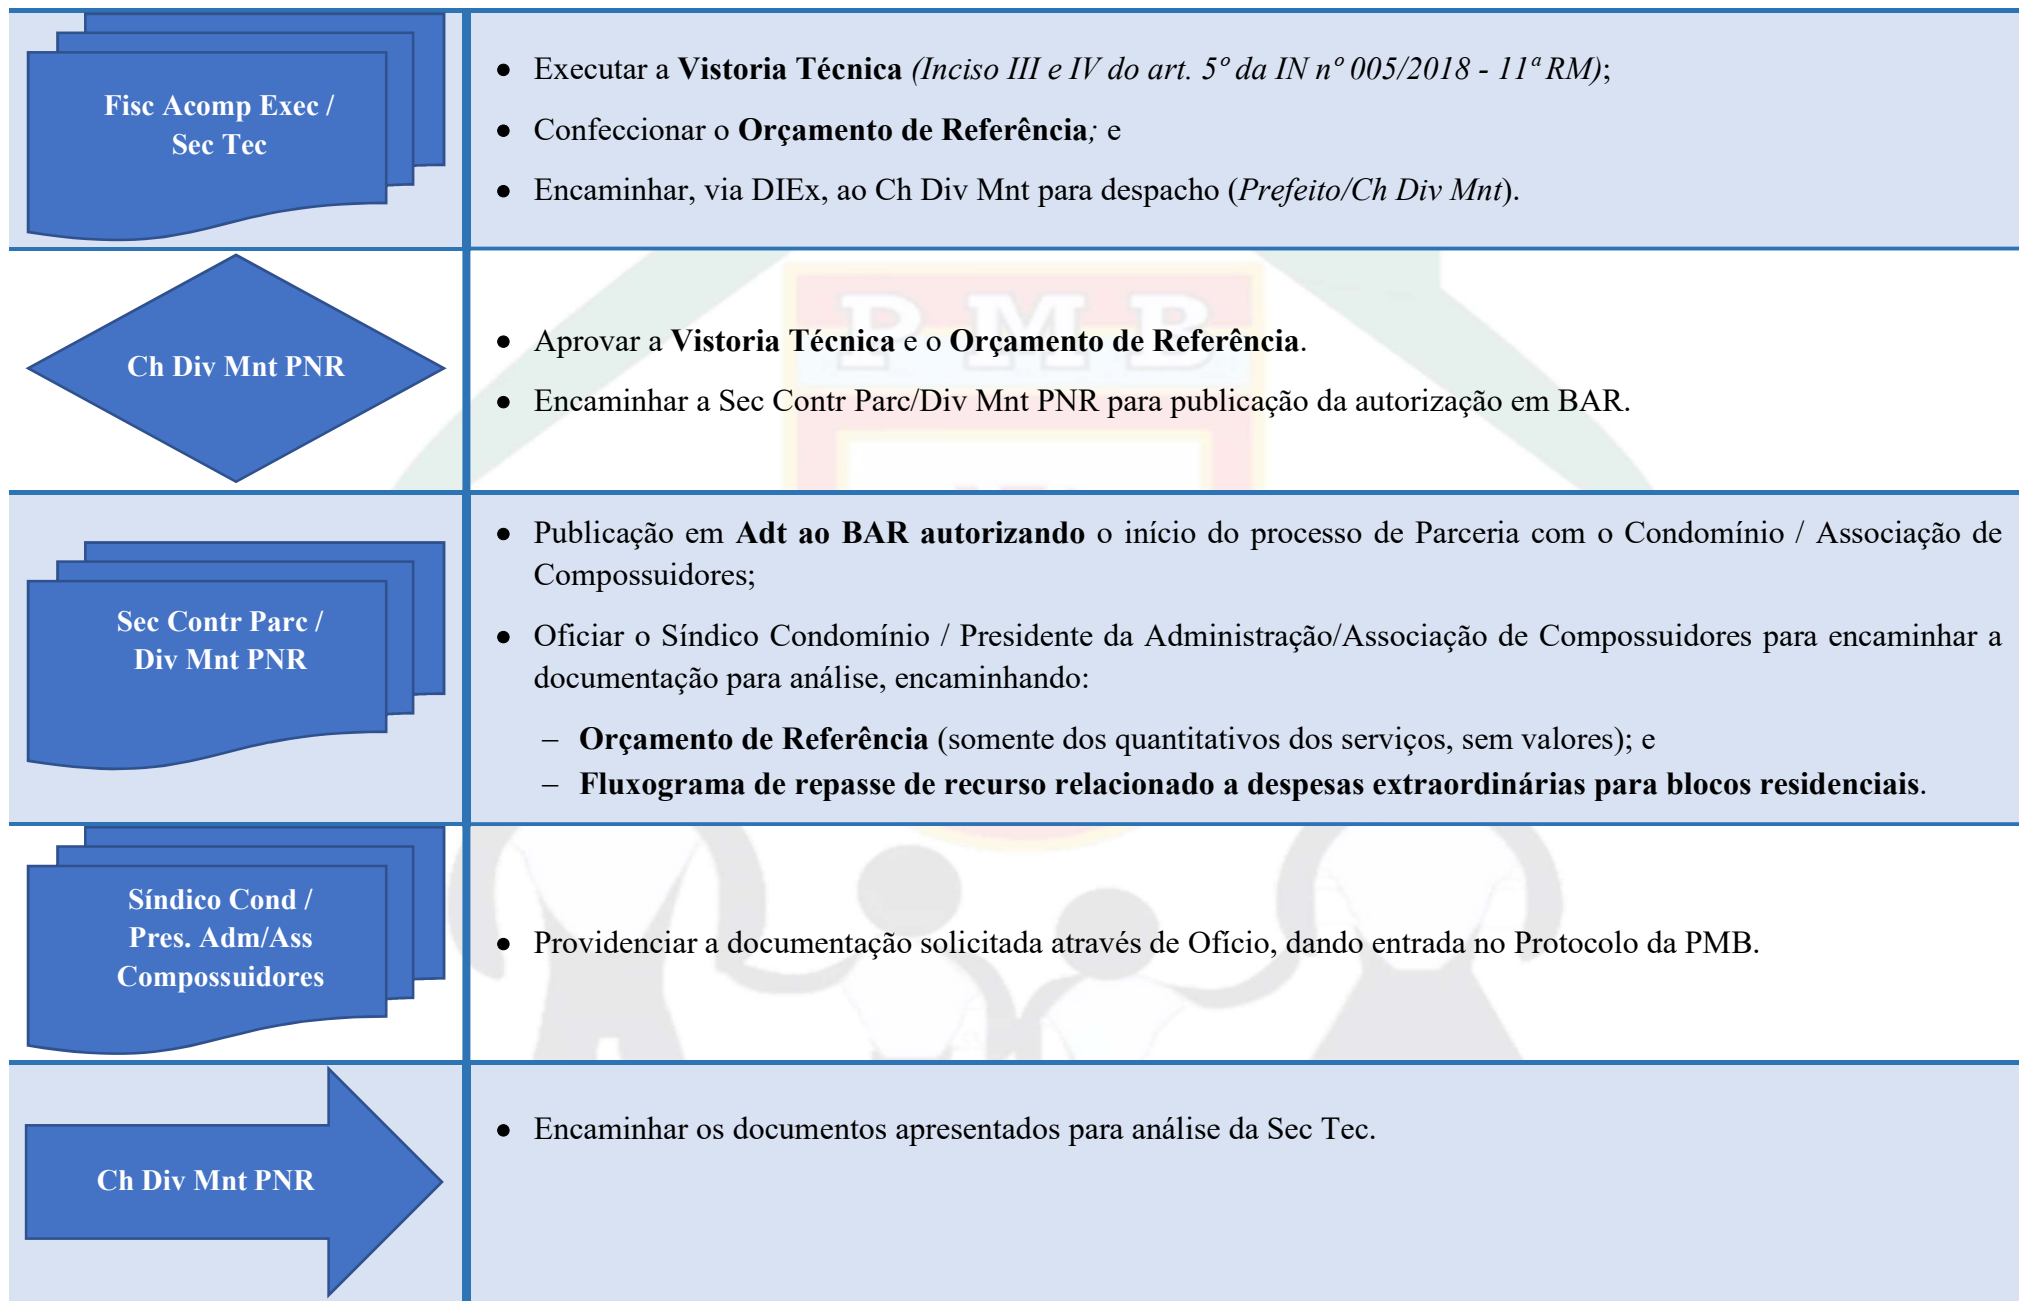 Fisc Acomp Exec /
Sec Tec
• Executar a Vistoria Técnica (Inciso III e IV do art. 5º da IN nº 005/2018 - 11ª RM);
• Confeccionar o Orçamento de Referência; e
• Encaminhar, via DIEx, ao Ch Div Mnt para despacho (Prefeito/Ch Div Mnt).
P M B
Ch Div Mnt PNR
• Aprovar a Vistoria Técnica e o Orçamento de Referência.
• Encaminhar a Sec Contr Parc/Div Mnt PNR para publicação da autorização em BAR.
Sec Contr Parc /
Div Mnt PNR
• Publicação em Adt ao BAR autorizando o início do processo de Parceria com o Condomínio / Associação de
Compossuidores;
• Oficiar o Síndico Condomínio / Presidente da Administração/Associação de Compossuidores para encaminhar a
documentação para análise, encaminhando:
– Orçamento de Referência (somente dos quantitativos dos serviços, sem valores); e
– Fluxograma de repasse de recurso relacionado a despesas extraordinárias para blocos residenciais.
Síndico Cond /
Pres. Adm/Ass
Compossuidores
• Providenciar a documentação solicitada através de Ofício, dando entrada no Protocolo da PMB.
Ch Div Mnt PNR
• Encaminhar os documentos apresentados para análise da Sec Tec.